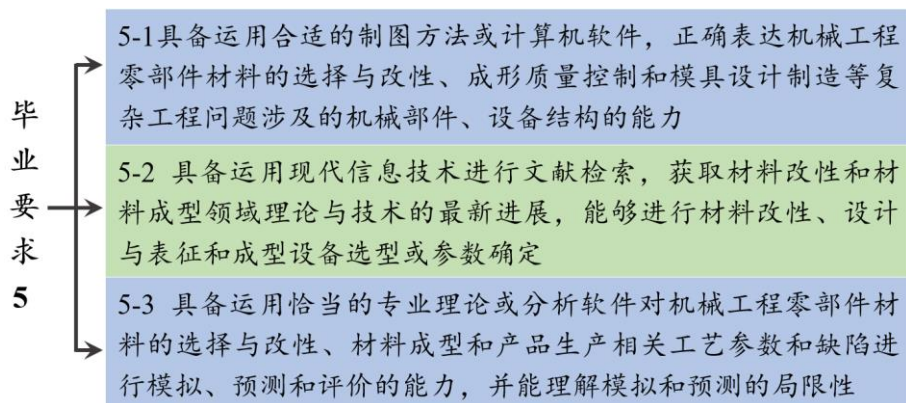 毕业要求5
5-1具备运用合适的制图方法或计算机软件，正确表达机械工程
零部件材料的选择与改性、成形质量控制和模具设计制造等复
杂工程问题涉及的机械部件、设备结构的能力
5-2 具备运用现代信息技术进行文献检索，获取材料改性和材
料成型领域理论与技术的最新进展，能够进行材料改性、设计
与表征和成型设备选型或参数确定
5-3 具备运用恰当的专业理论或分析软件对机械工程零部件材
料的选择与改性、材料成型和产品生产相关工艺参数和缺陷进
行模拟、预测和评价的能力，并能理解模拟和预测的局限性